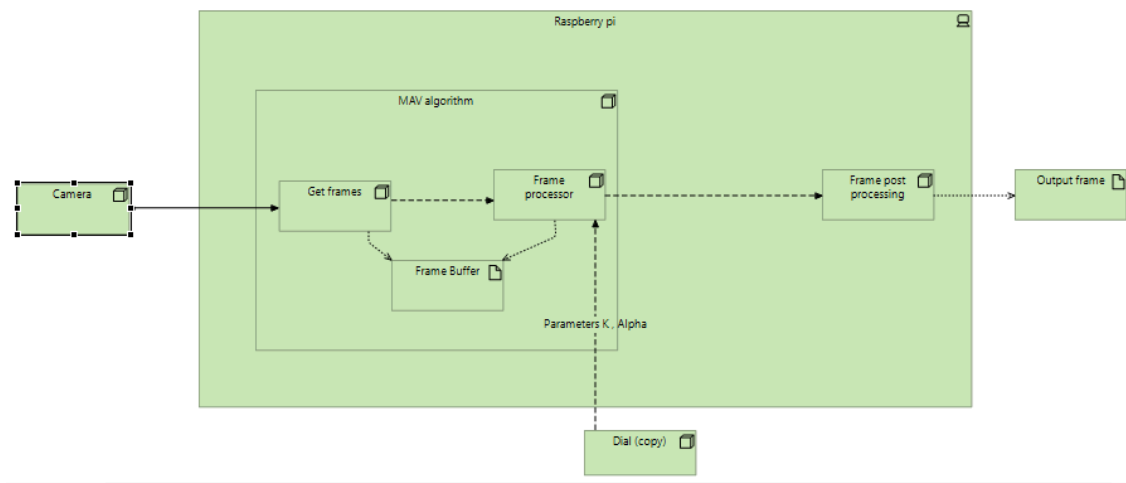 Raspberry pi
MAV algorithm
Camera
Get frames
Frame
processor
Frame post
processing
Output frame
Frame Buffer
Parameters K , Alpha
Dial (copy)